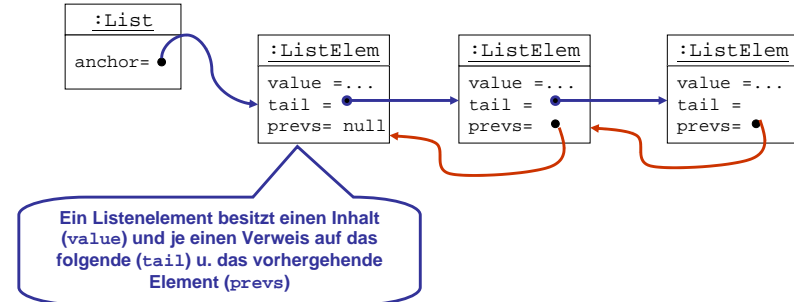 :List
anchor=
:ListElem
value =...
tail =
prevs= null
:ListElem
value =...
tail =
prevs=
:ListElem
value =...
tail =
prevs=
Ein Listenelement besitzt einen Inhalt
(value) und je einen Verweis auf das
folgende (tail) u. das vorhergehende
Element (prevs)